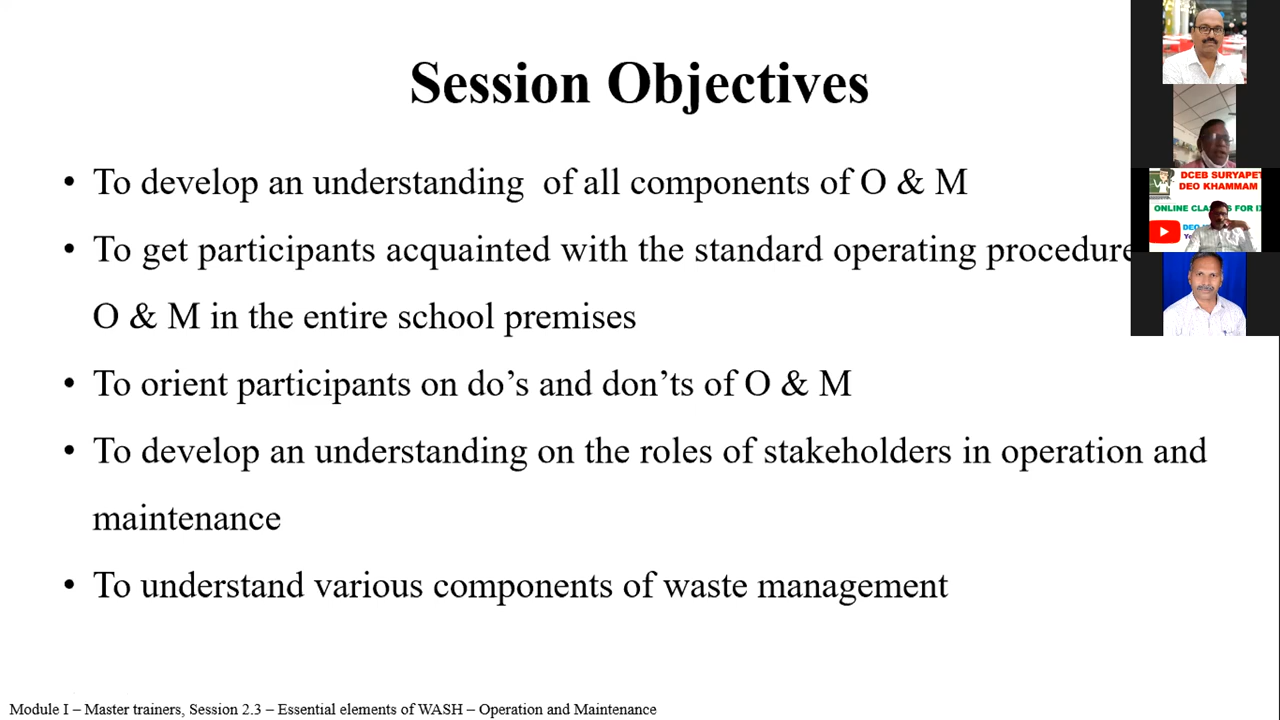 Session Objectives
• To develop an understanding of all components of O & M
• To get participants acquainted with the standard operating procedure
O & M in the entire school premises
• To orient participants on do’s and don’ts of O & M
• To develop an understanding on the roles of stakeholders in operation and
maintenance
• To understand various components of waste management
Module I – Master trainers, Session 2.3 – Essential elements of WASH – Operation and Maintenance
DCEB SURYAPET
DEO KHAMMAM
ONLINE FOR
DEO